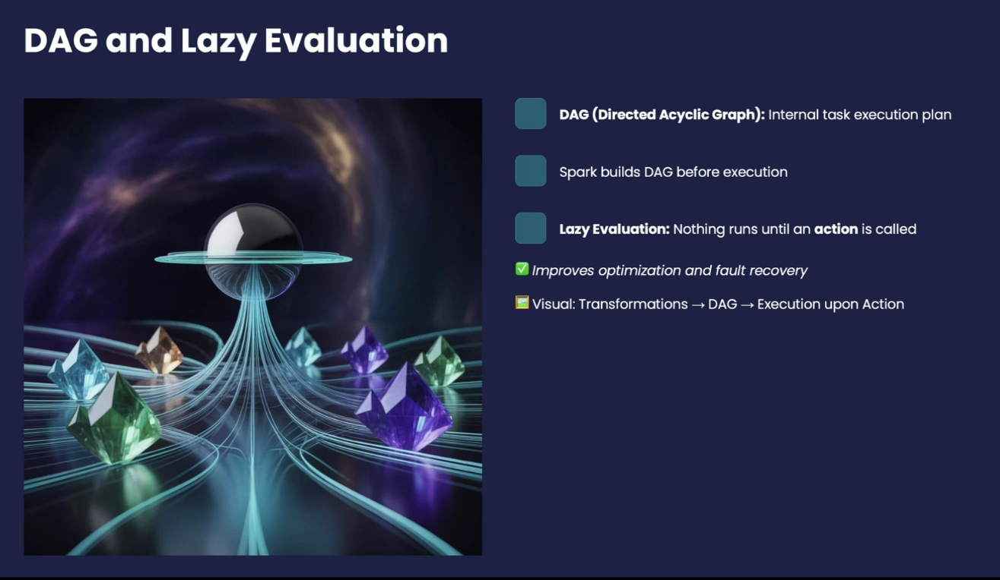 DAG and Lazy Evaluation
DAG (Directed Acyclic Graph): Internal task execution plan
Spark builds DAG before execution
Lazy Evaluation: Nothing runs until an action is called
✅ Improves optimization and fault recovery
🖼️ Visual: Transformations → DAG → Execution upon Action